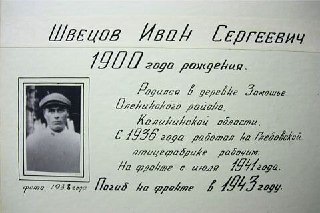 Швецов Иван Сергеевич
1900 года рождения.
Родился в деревне Замошье
Оленинского района,
Калининской области.
С 1936 года работал на Глебовской
птицефабрике рабочим.
На фронте с июля 1941 года.
Погиб на фронте в 1943 году.
фото 1938 года